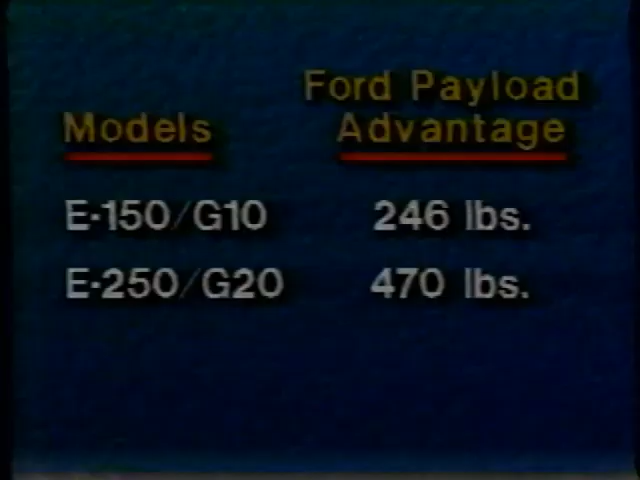 Ford Payload
Models Advantage
E-150/G10 246 lbs.
E-250/G20 470 lbs.